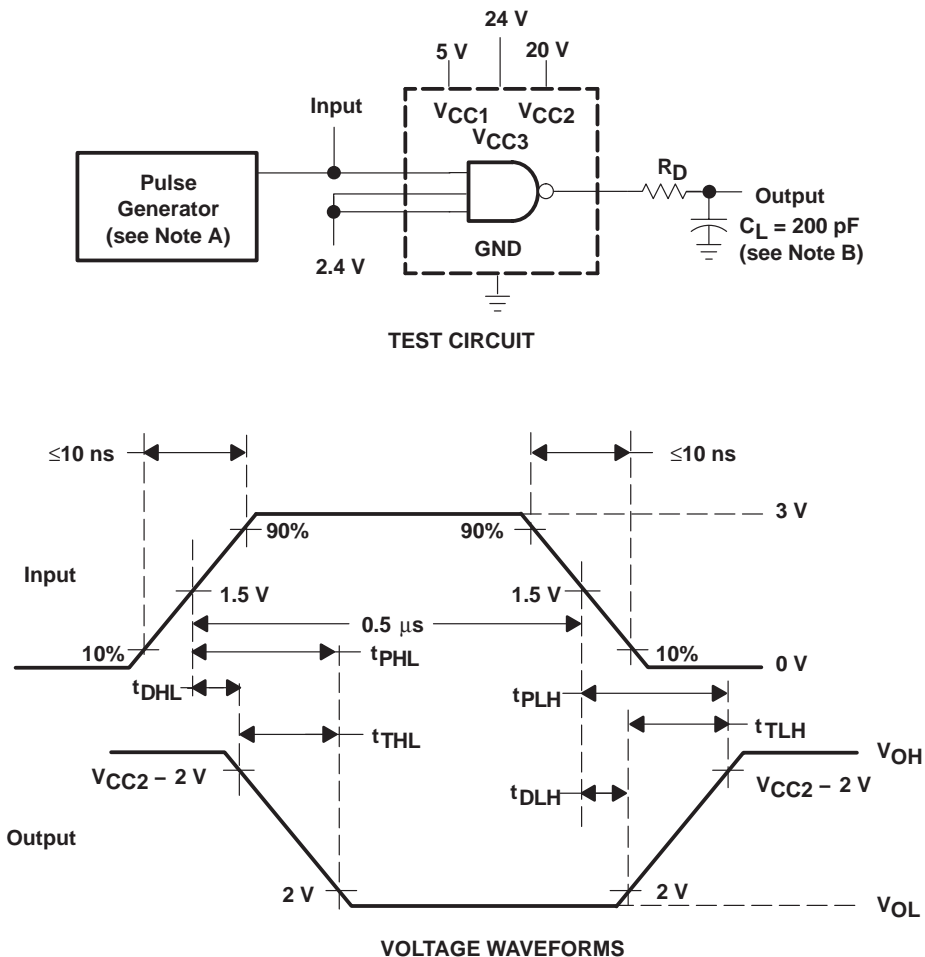 24 V
5 V 20 V
Input
VCC1 VCC2
VCC3
Pulse
Generator
(see Note A)
RD
Output
CL = 200 pF
(see Note B)
2.4 V
GND
TEST CIRCUIT
≤10 ns ≤10 ns
3 V
90% 90%
Input
1.5 V 1.5 V
0.5 μs
10% 10%
tPHL
0 V
tDHL tPLH
tTHL tTLH
VOH
VCC2 – 2 V VCC2 – 2 V
tDLH
Output
2 V 2 V
VOL
VOLTAGE WAVEFORMS